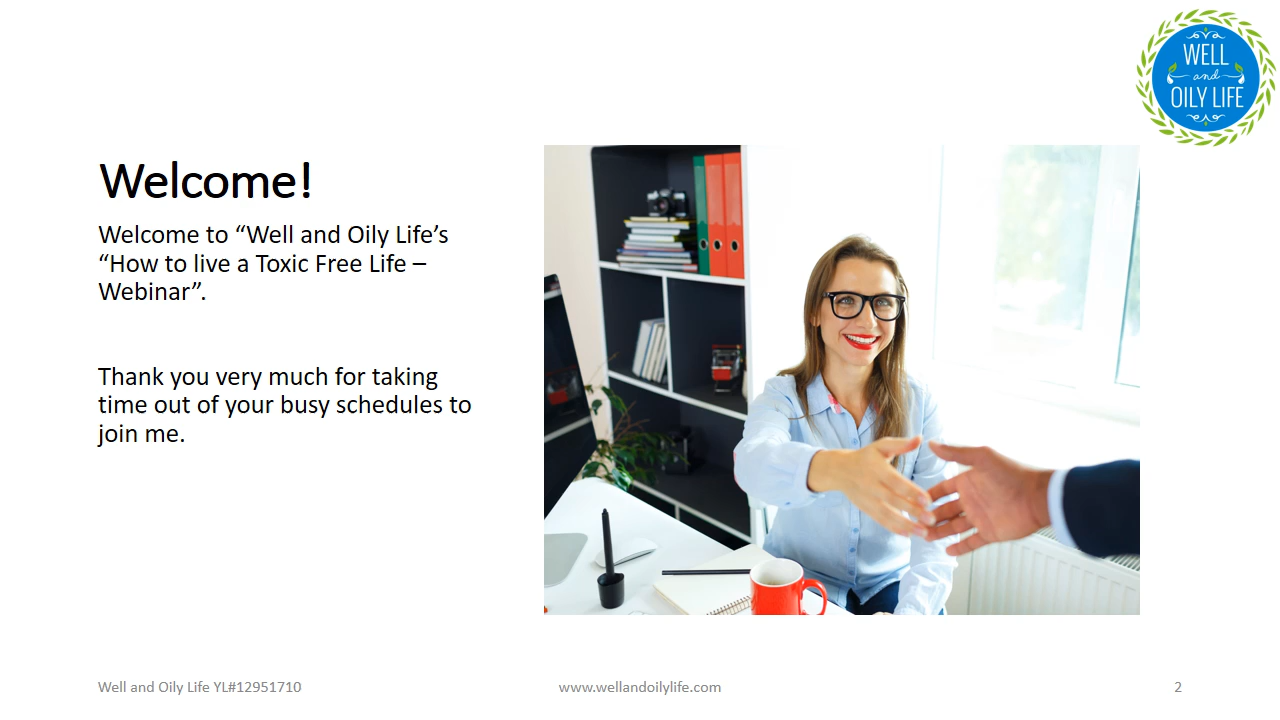 WELL
and
OILY LIFE
Welcome!
Welcome to “Well and Oily Life’s
“How to live a Toxic Free Life –
Webinar”.
Thank you very much for taking
time out of your busy schedules to
join me.
Well and Oily Life YL#12951710
www.wellandoilylife.com
2